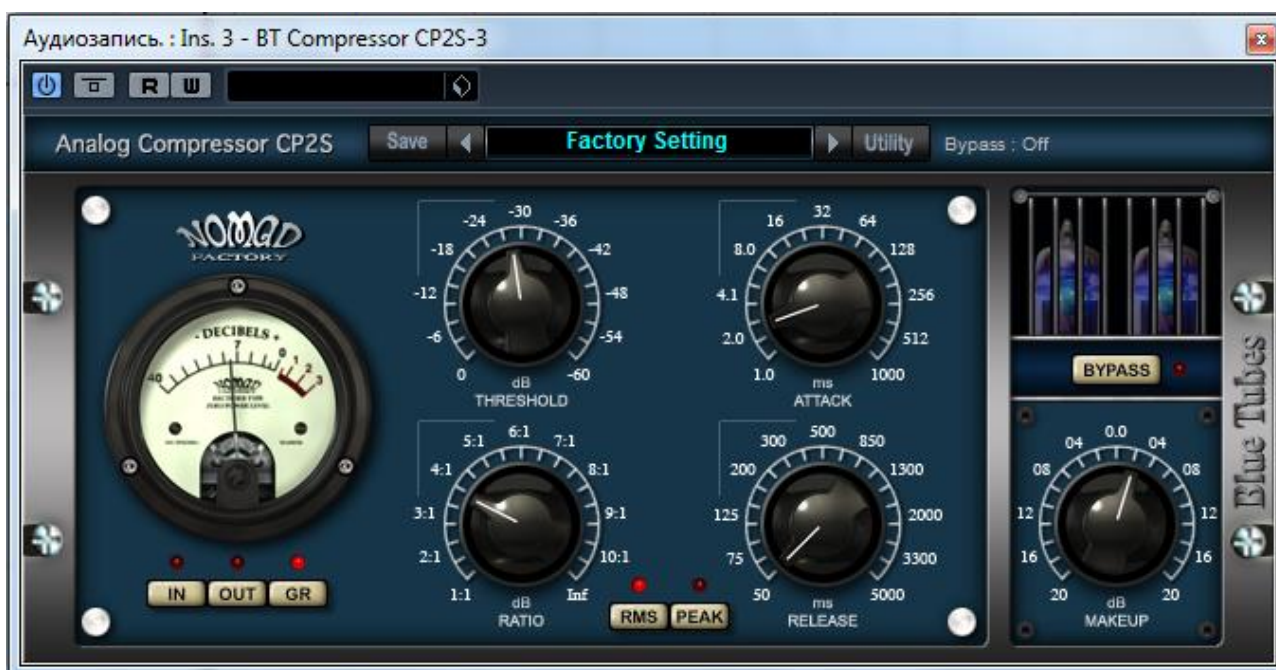 Аудиозапись. : Ins. 3 - BT Compressor CP2S-3
R W
Analog Compressor CP2S Save Factory Setting Utility Bypass : Off
NOMAD
FACTORY
- DECIBELS +
40 7 0 1 2 3
IN OUT GR
0 -6 -12 -18 -24 -30 -36 -42 -48 -54 -60
dB
THRESHOLD
1.0 2.0 4.1 8.0 16 32 64 128 256 512 1000
ms
ATTACK
1:1 2:1 3:1 4:1 5:1 6:1 7:1 8:1 9:1 10:1 Inf
dB
RATIO
RMS PEAK
50 75 125 200 300 500 850 1300 2000 3300 5000
ms
RELEASE
BYPASS
20 16 12 08 04 0.0 04 08 12 16 20
dB
MAKEUP
Blue Tubes